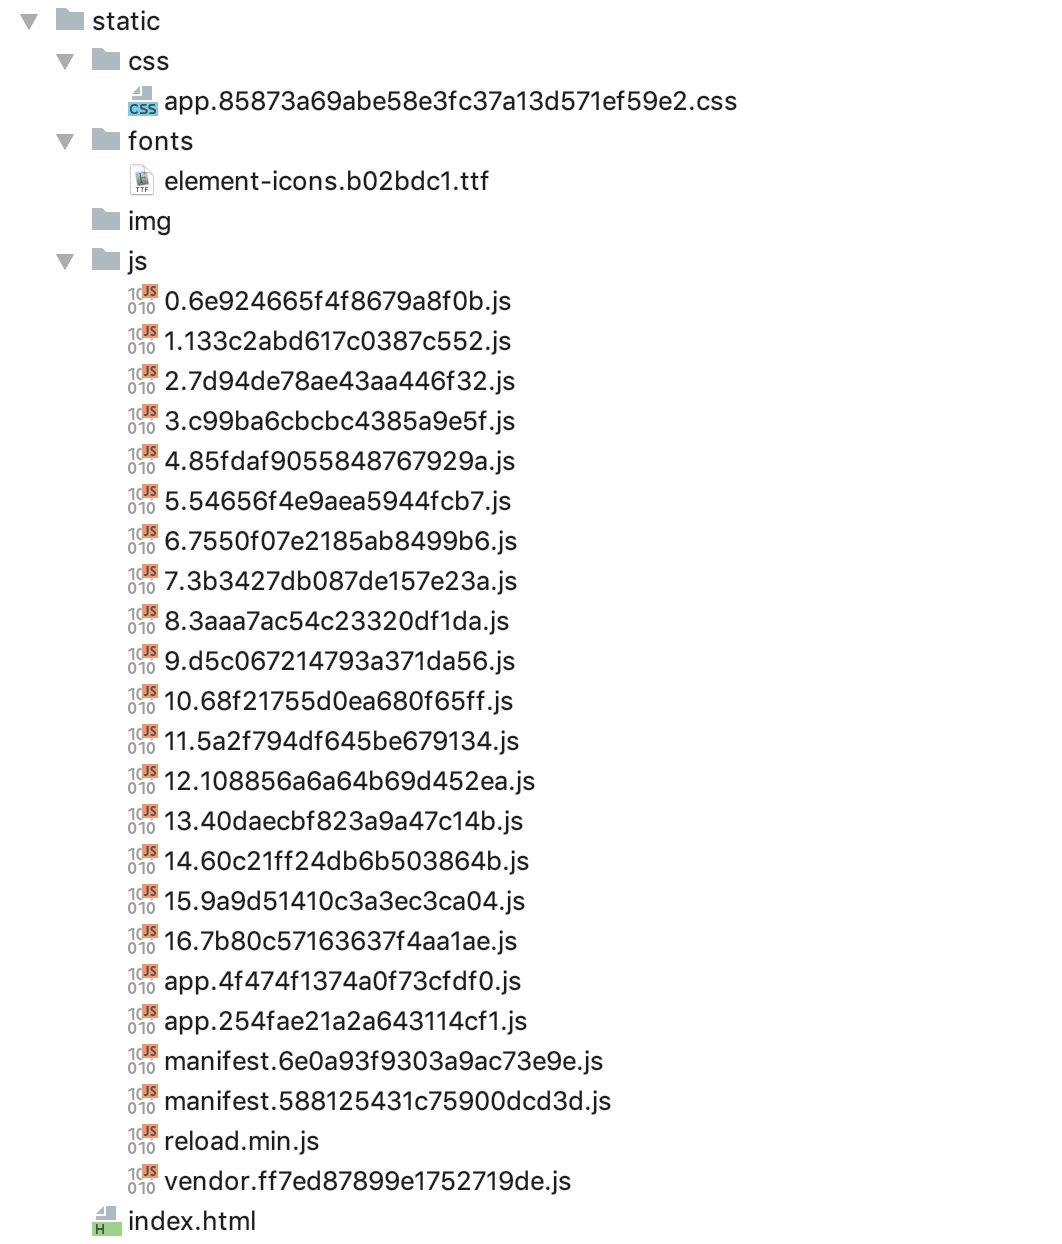 static
css
app.85873a69abe58e3fc37a13d571ef59e2.css
fonts
element-icons.b02bdc1.ttf
img
js
0.6e924665f4f8679a8f0b.js
1.133c2abd617c0387c552.js
2.7d94de78ae43aa446f32.js
3.c99ba6cbcbc4385a9e5f.js
4.85fdaf9055848767929a.js
5.54656f4e9aea5944fcb7.js
6.7550f07e2185ab8499b6.js
7.3b3427db087de157e23a.js
8.3aaa7ac54c23320df1da.js
9.d5c067214793a371da56.js
10.68f21755d0ea680f65ff.js
11.5a2f794df645be679134.js
12.108856a6a64b69d452ea.js
13.40daecbf823a9a47c14b.js
14.60c21ff24db6b503864b.js
15.9a9d51410c3a3ec3ca04.js
16.7b80c57163637f4aa1ae.js
app.4f474f1374a0f73cfdf0.js
app.254fae21a2a643114cf1.js
manifest.6e0a93f9303a9ac73e9e.js
manifest.588125431c75900dcd3d.js
reload.min.js
vendor.ff7ed87899e1752719de.js
index.html